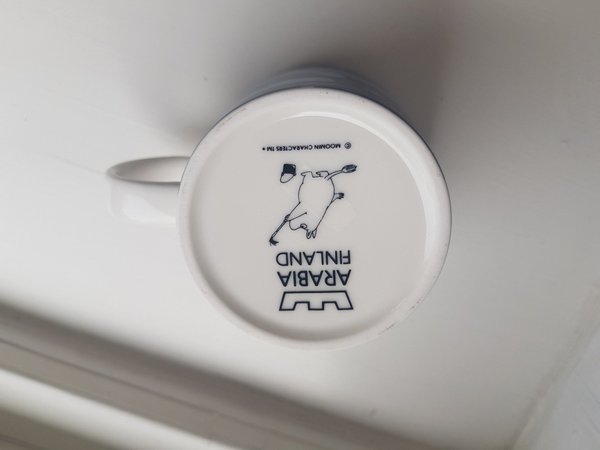 ARABIA
FINLAND
© MOOMIN CHARACTERS TM •